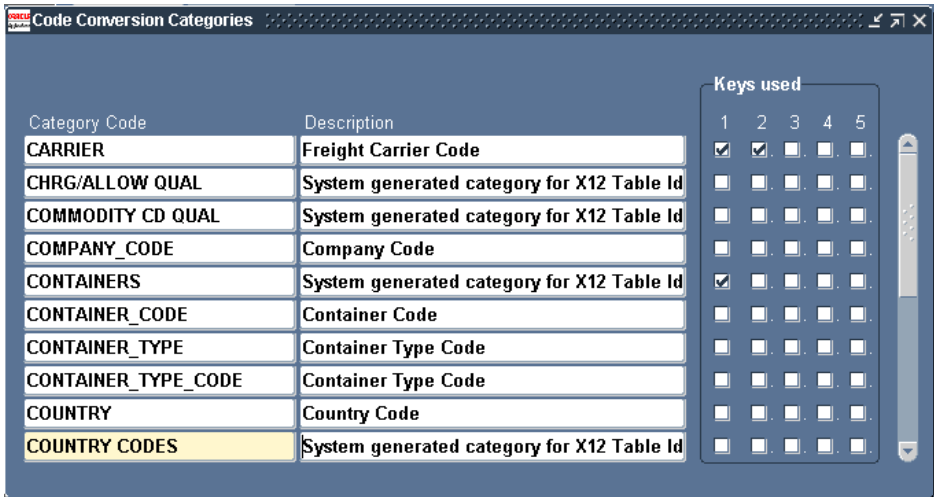 ORACLE
Code Conversion Categories
Keys used
Category Code Description 1 2 3 4 5
CARRIER Freight Carrier Code
CHRG/ALLOW QUAL System generated category for X12 Table Id
COMMODITY CD QUAL System generated category for X12 Table Id
COMPANY_CODE Company Code
CONTAINERS System generated category for X12 Table Id
CONTAINER_CODE Container Code
CONTAINER_TYPE Container Type Code
CONTAINER_TYPE_CODE Container Type Code
COUNTRY Country Code
COUNTRY CODES System generated category for X12 Table Id